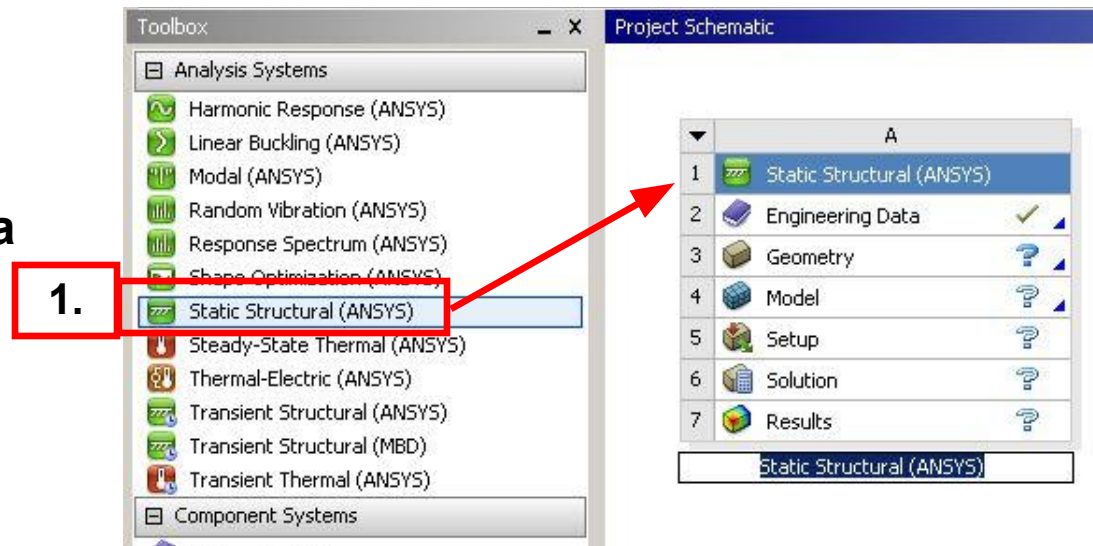 Toolbox
Analysis Systems
Harmonic Response (ANSYS)
Linear Buckling (ANSYS)
Modal (ANSYS)
Random Vibration (ANSYS)
Response Spectrum (ANSYS)
Shape Optimization (ANSYS)
Static Structural (ANSYS)
Steady-State Thermal (ANSYS)
Thermal-Electric (ANSYS)
Transient Structural (ANSYS)
Transient Structural (MBD)
Transient Thermal (ANSYS)
Component Systems
a
1.
Project Schematic
A
1 Static Structural (ANSYS)
2 Engineering Data
3 Geometry
4 Model
5 Setup
6 Solution
7 Results
Static Structural (ANSYS)